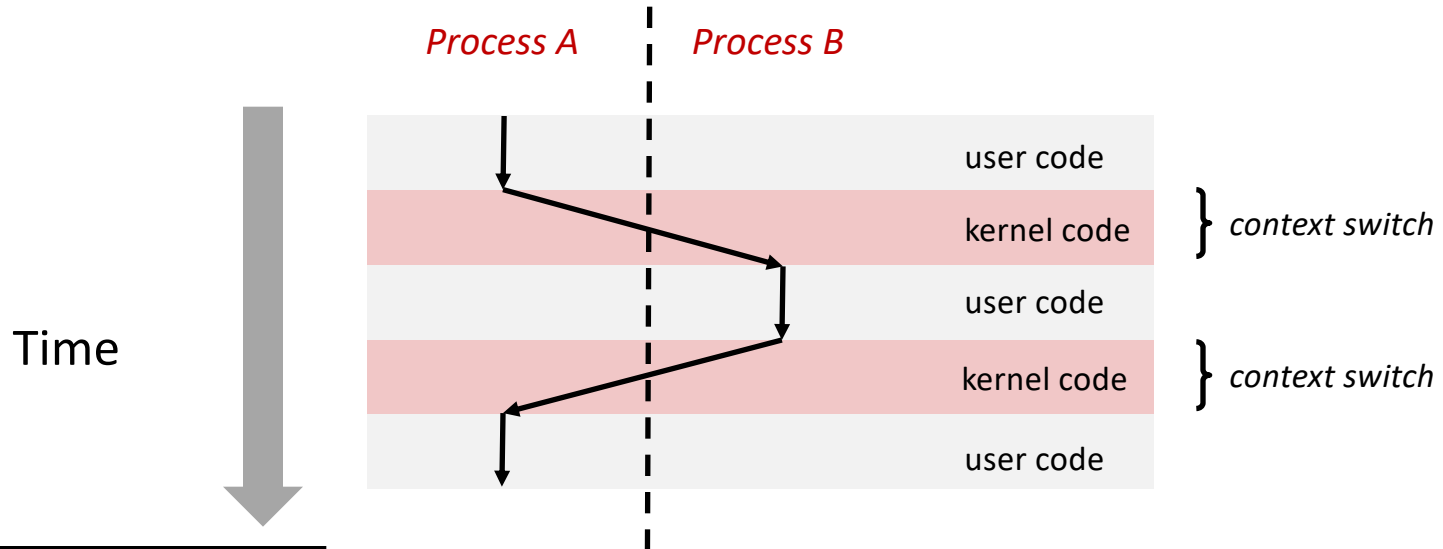 Process A
Process B
user code
kernel code
context switch
user code
Time
kernel code
context switch
user code